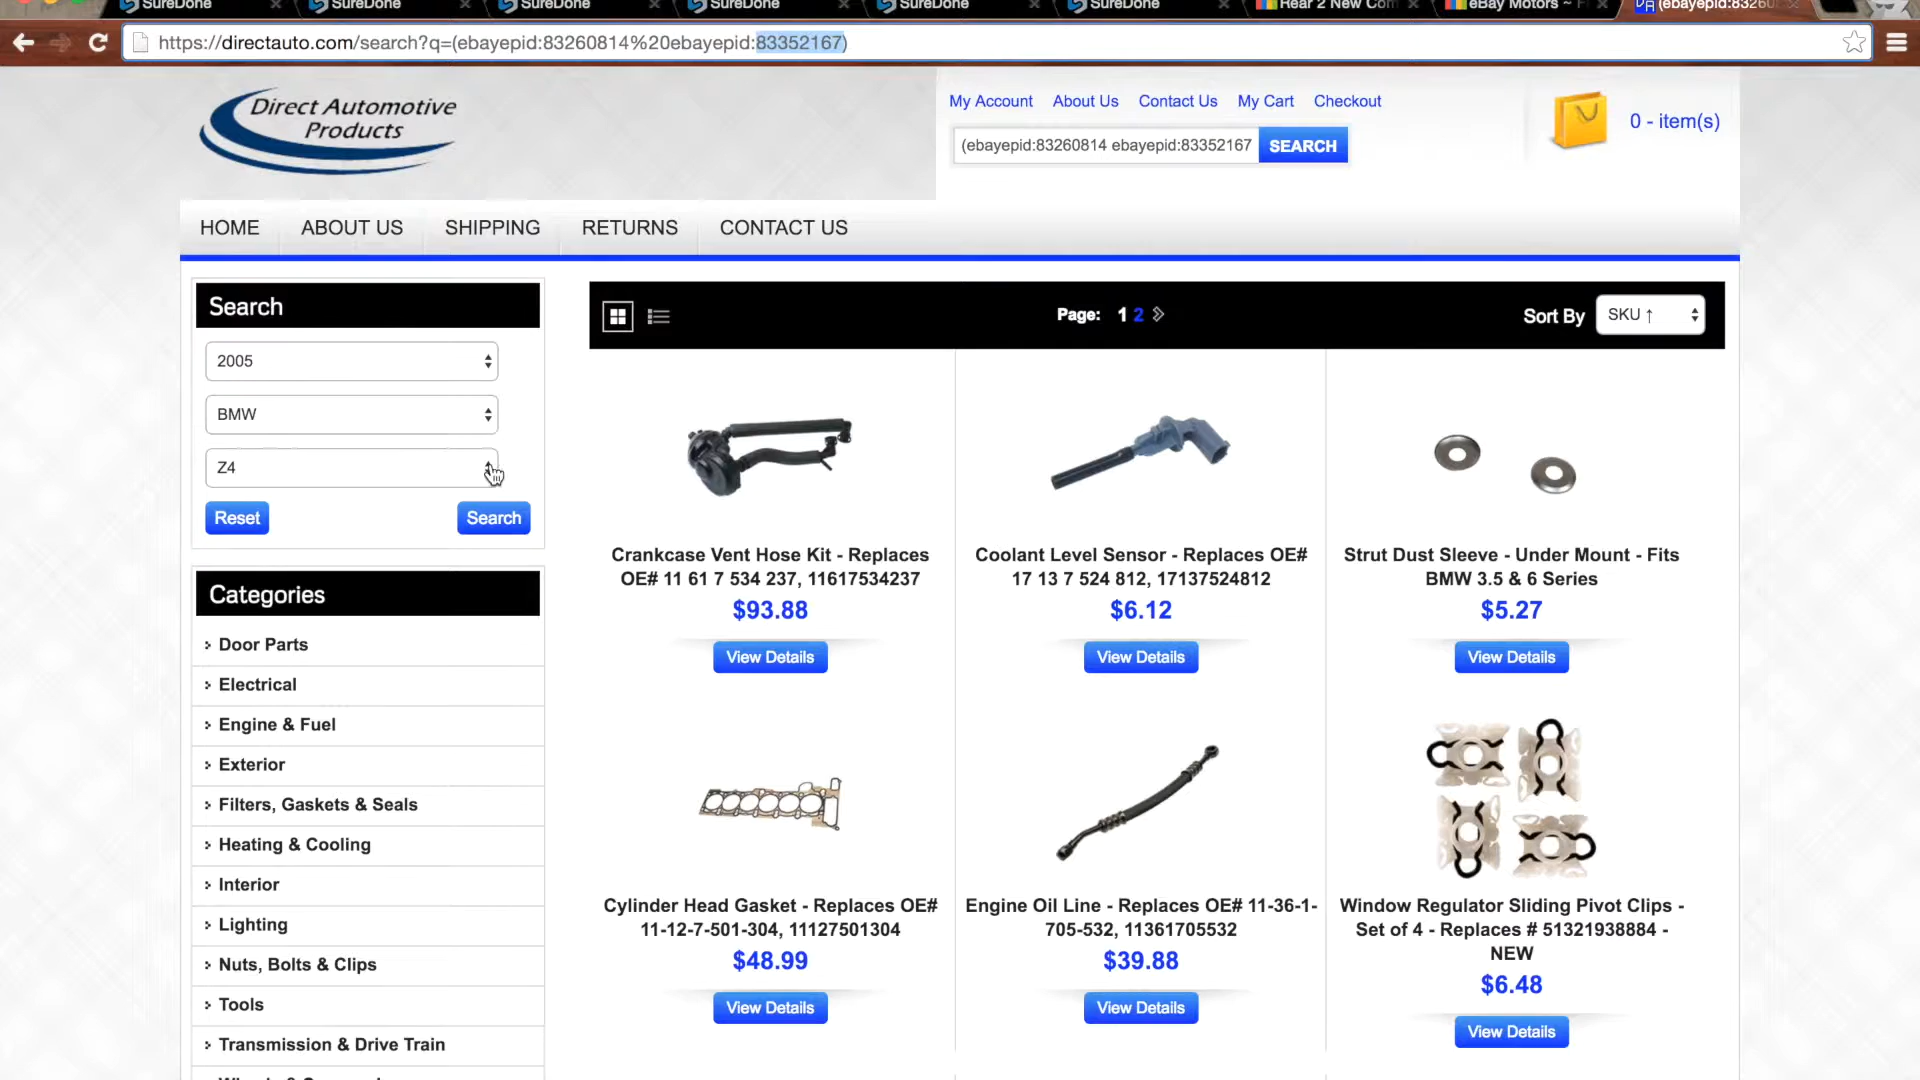 SureDone
SureDone
SureDone
SureDone
SureDone
SureDone
Rear 2 New Com
eBay Motors ~ F
(ebayepid:83260
https://directauto.com/search?q=(ebayepid:83260814%20ebayepid:83352167)
Direct Automotive
Products
My Account
About Us
Contact Us
My Cart
Checkout
(ebayepid:83260814 ebayepid:83352167
SEARCH
0 - item(s)
HOME
ABOUT US
SHIPPING
RETURNS
CONTACT US
Search
2005
BMW
Z4
Reset
Search
Categories
Door Parts
Electrical
Engine & Fuel
Exterior
Filters, Gaskets & Seals
Heating & Cooling
Interior
Lighting
Nuts, Bolts & Clips
Tools
Transmission & Drive Train
Page: 1 2
Sort By
SKU ↑
Crankcase Vent Hose Kit - Replaces
OE# 11 61 7 534 237, 11617534237
$93.88
View Details
Coolant Level Sensor - Replaces OE#
17 13 7 524 812, 17137524812
$6.12
View Details
Strut Dust Sleeve - Under Mount - Fits
BMW 3.5 & 6 Series
$5.27
View Details
Cylinder Head Gasket - Replaces OE#
11-12-7-501-304, 11127501304
$48.99
View Details
Engine Oil Line - Replaces OE# 11-36-1-
705-532, 11361705532
$39.88
View Details
Window Regulator Sliding Pivot Clips -
Set of 4 - Replaces # 51321938884 -
NEW
$6.48
View Details